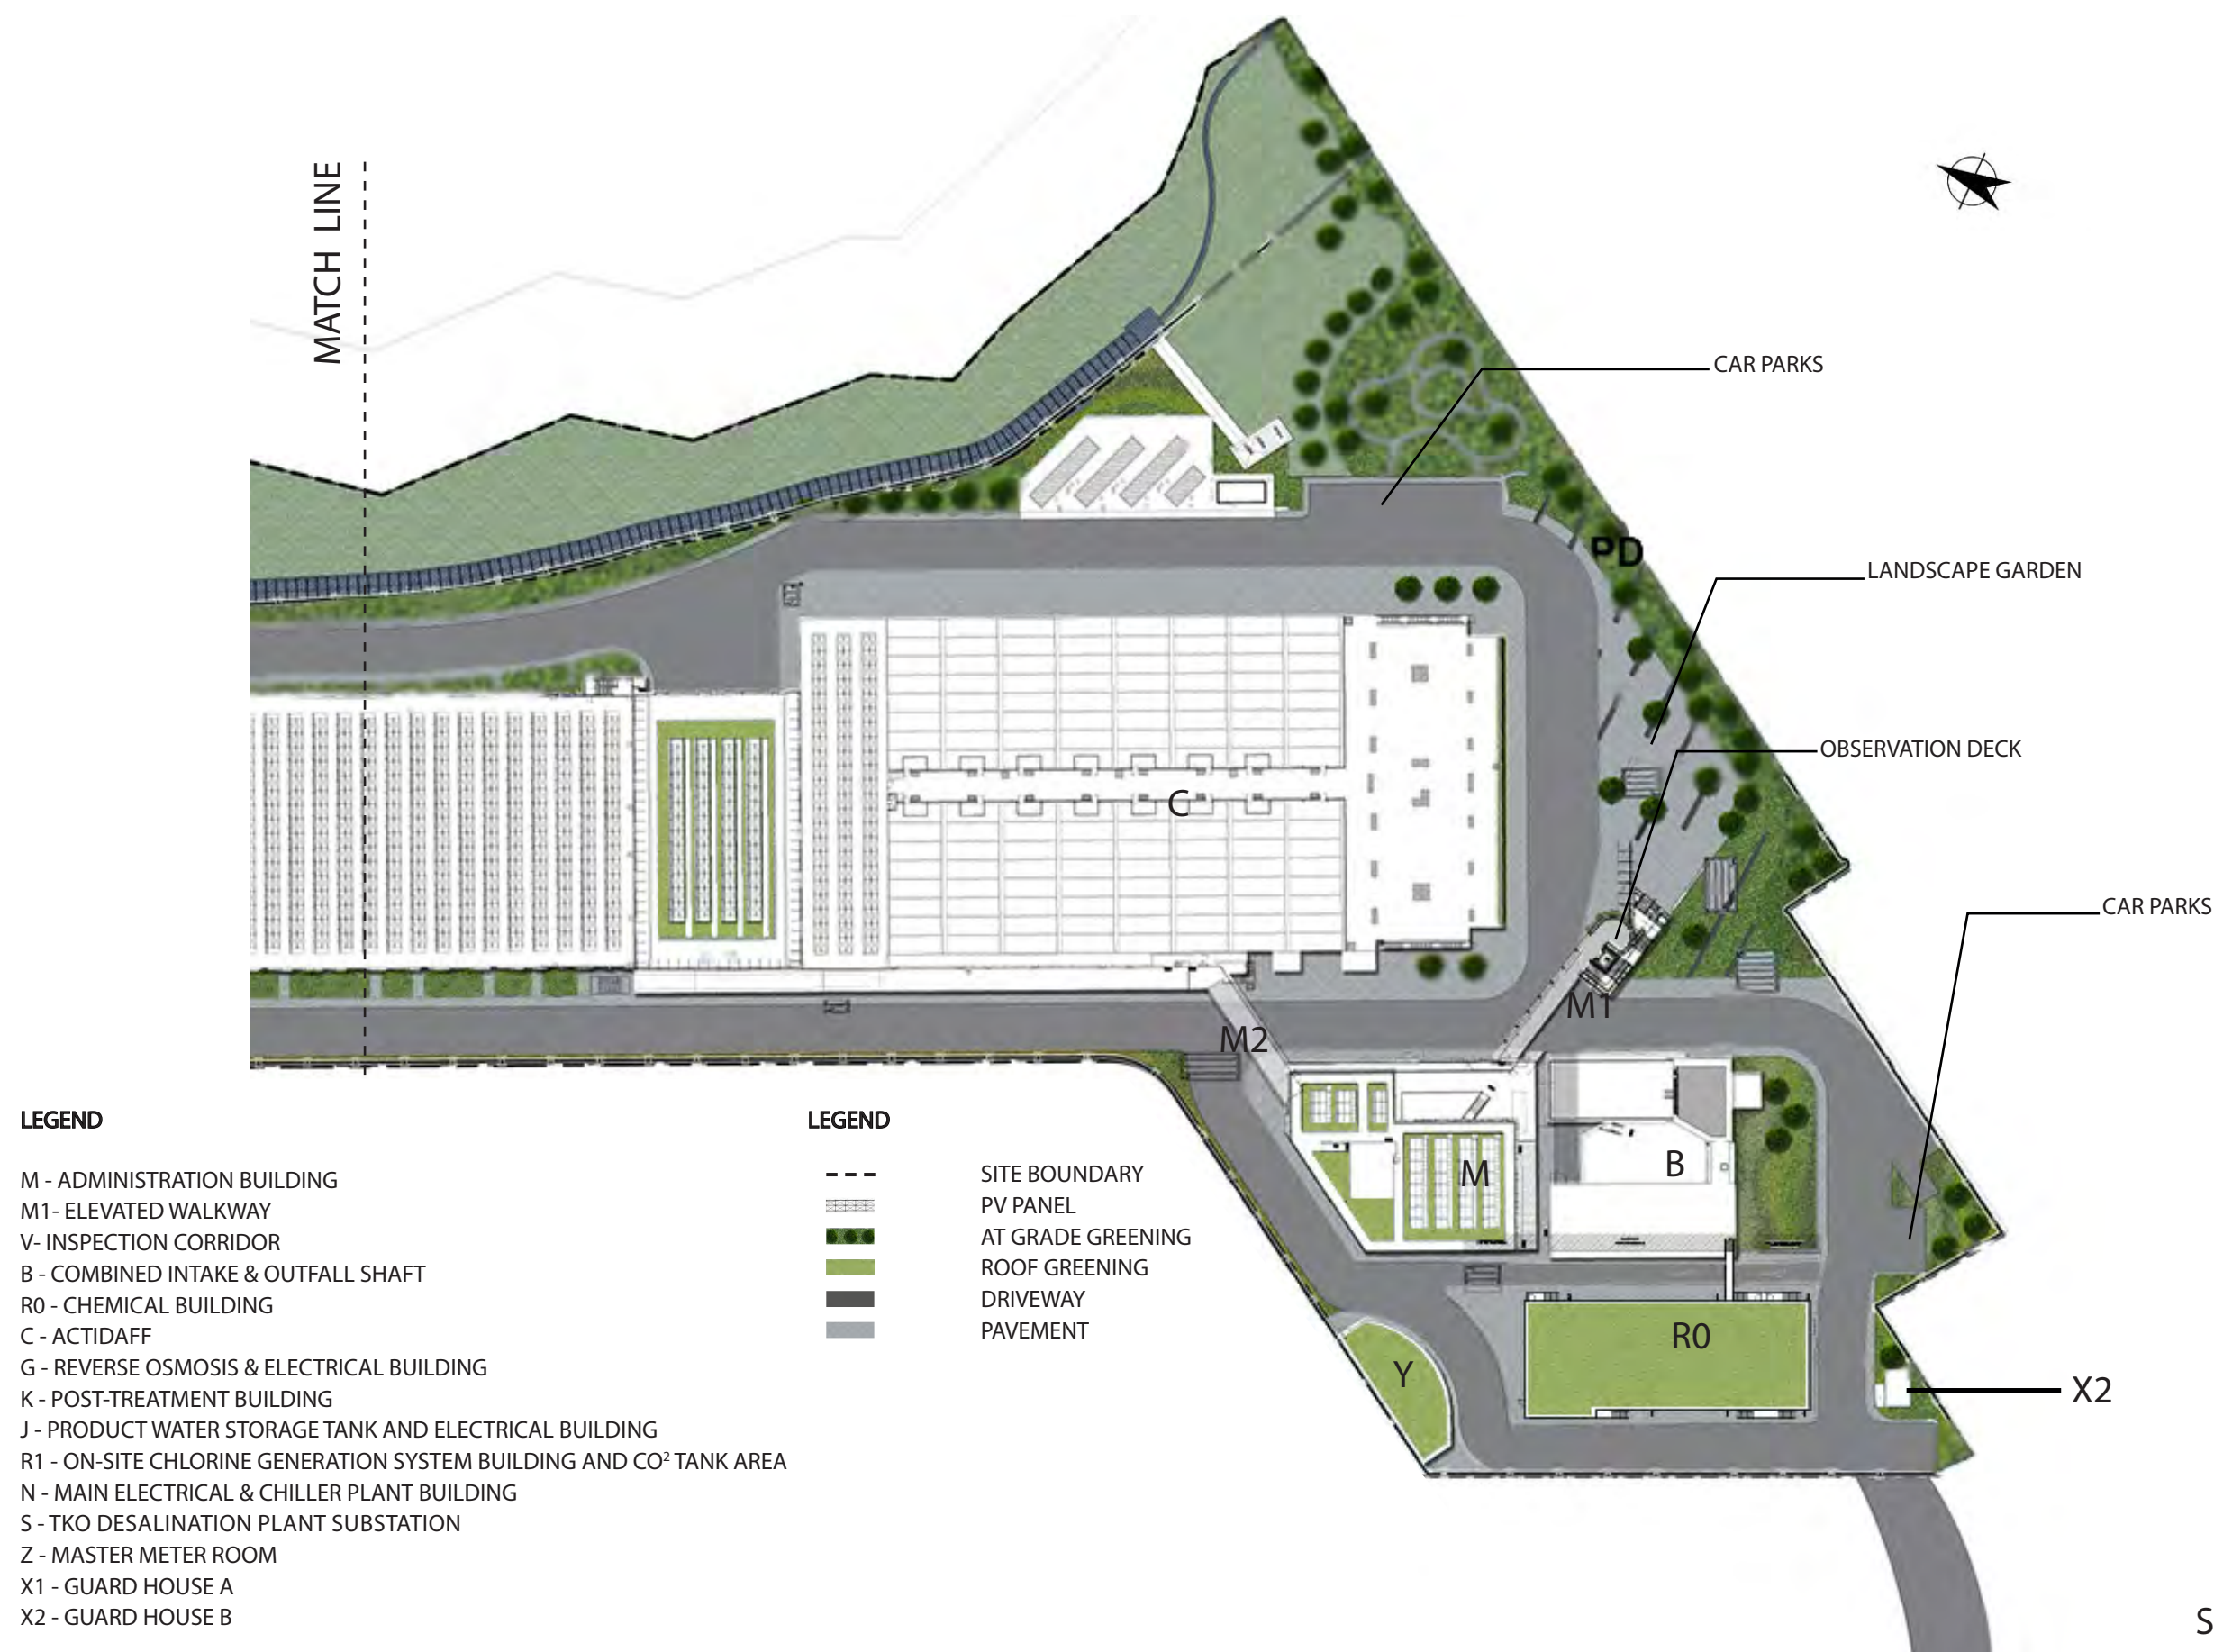 MATCH LINE
CAR PARKS
PD
LANDSCAPE GARDEN
OBSERVATION DECK
C
CAR PARKS
M1
M2
M
B
R0
Y
X2
S
LEGEND
M - ADMINISTRATION BUILDING
M1- ELEVATED WALKWAY
V- INSPECTION CORRIDOR
B - COMBINED INTAKE & OUTFALL SHAFT
R0 - CHEMICAL BUILDING
C - ACTIDAFF
G - REVERSE OSMOSIS & ELECTRICAL BUILDING
K - POST-TREATMENT BUILDING
J - PRODUCT WATER STORAGE TANK AND ELECTRICAL BUILDING
R1 - ON-SITE CHLORINE GENERATION SYSTEM BUILDING AND CO² TANK AREA
N - MAIN ELECTRICAL & CHILLER PLANT BUILDING
S - TKO DESALINATION PLANT SUBSTATION
Z - MASTER METER ROOM
X1 - GUARD HOUSE A
X2 - GUARD HOUSE B
LEGEND
SITE BOUNDARY
PV PANEL
AT GRADE GREENING
ROOF GREENING
DRIVEWAY
PAVEMENT